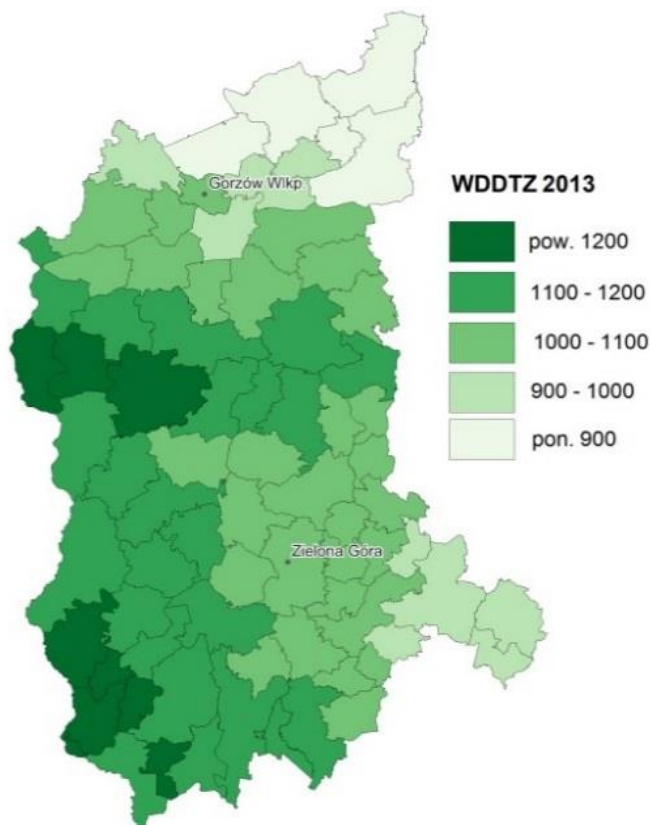 Gorzów Wlkp.
WDDTZ 2013
pow. 1200
1100 - 1200
1000 - 1100
900 - 1000
pon. 900
Zielona Góra